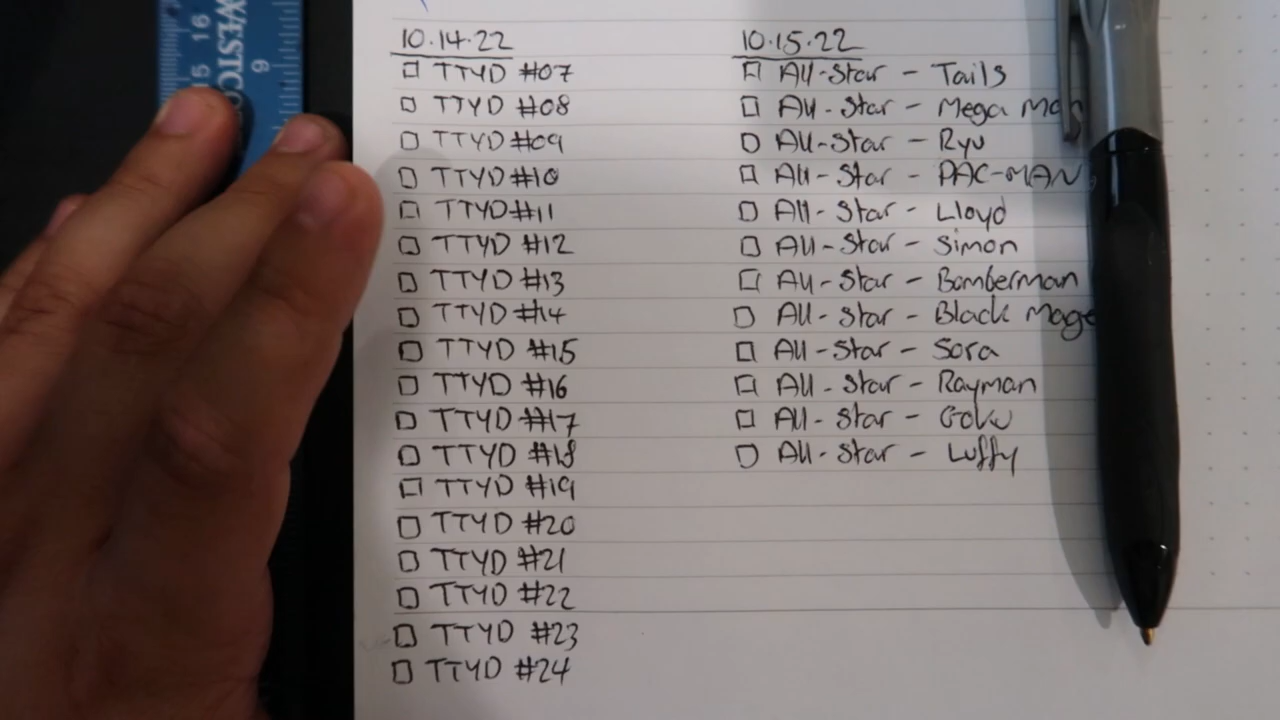 WESTCO
16
15
9
10.14.22
TTYD #07
TTYD #08
TTYD #09
TTYD #10
TTYD #11
TTYD #12
TTYD #13
TTYD #14
TTYD #15
TTYD #16
TTYD #17
TTYD #18
TTYD #19
TTYD #20
TTYD #21
TTYD #22
TTYD #23
TTYD #24
10.15.22
All-Star - Tails
All-Star - Mega Man
All-Star - Ryu
All-Star - PAC-MAN
All-Star - Lloyd
All-Star - Simon
All-Star - Bomberman
All-Star - Black Mage
All-Star - Sora
All-Star - Rayman
All-Star - Goku
All-Star - Luffy